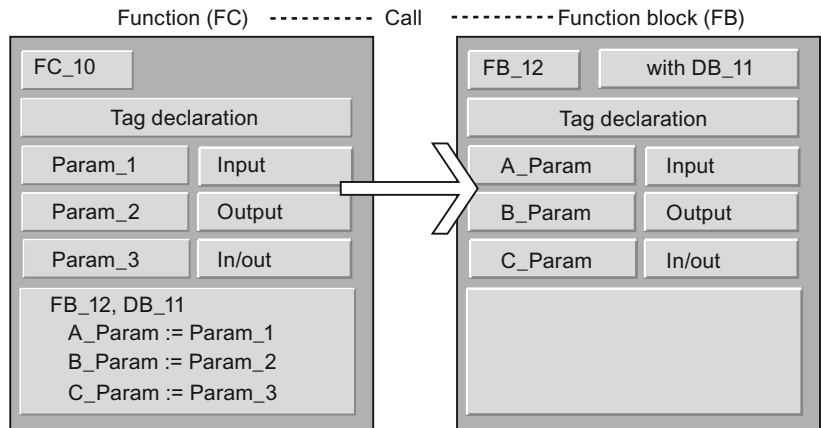 Function (FC) Call Function block (FB)
FC_10
Tag declaration
Param_1 Input
Param_2 Output
Param_3 In/out
FB_12, DB_11
A_Param := Param_1
B_Param := Param_2
C_Param := Param_3
FB_12 with DB_11
Tag declaration
A_Param Input
B_Param Output
C_Param In/out